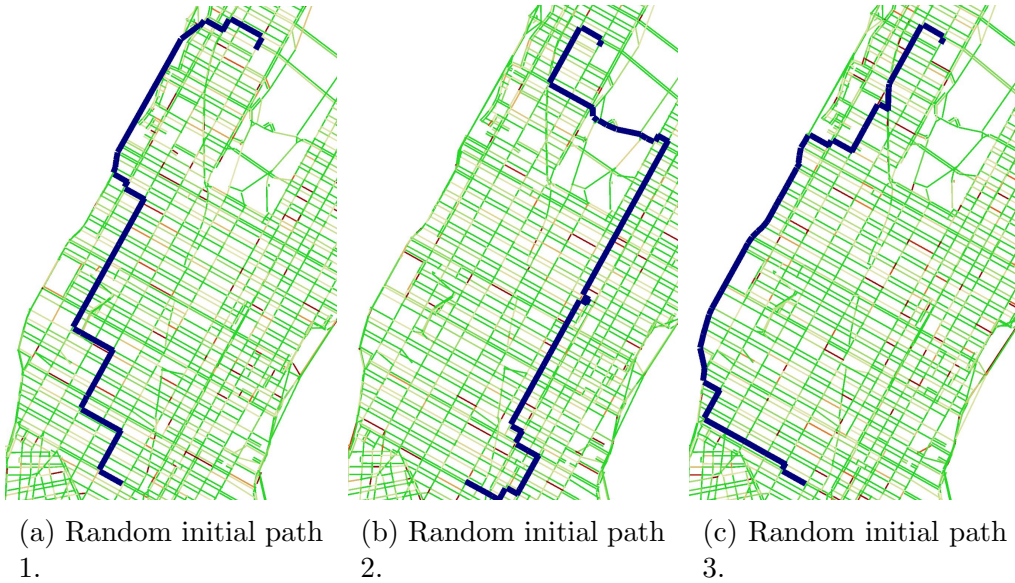 (a) Random initial path
1.
(b) Random initial path
2.
(c) Random initial path
3.